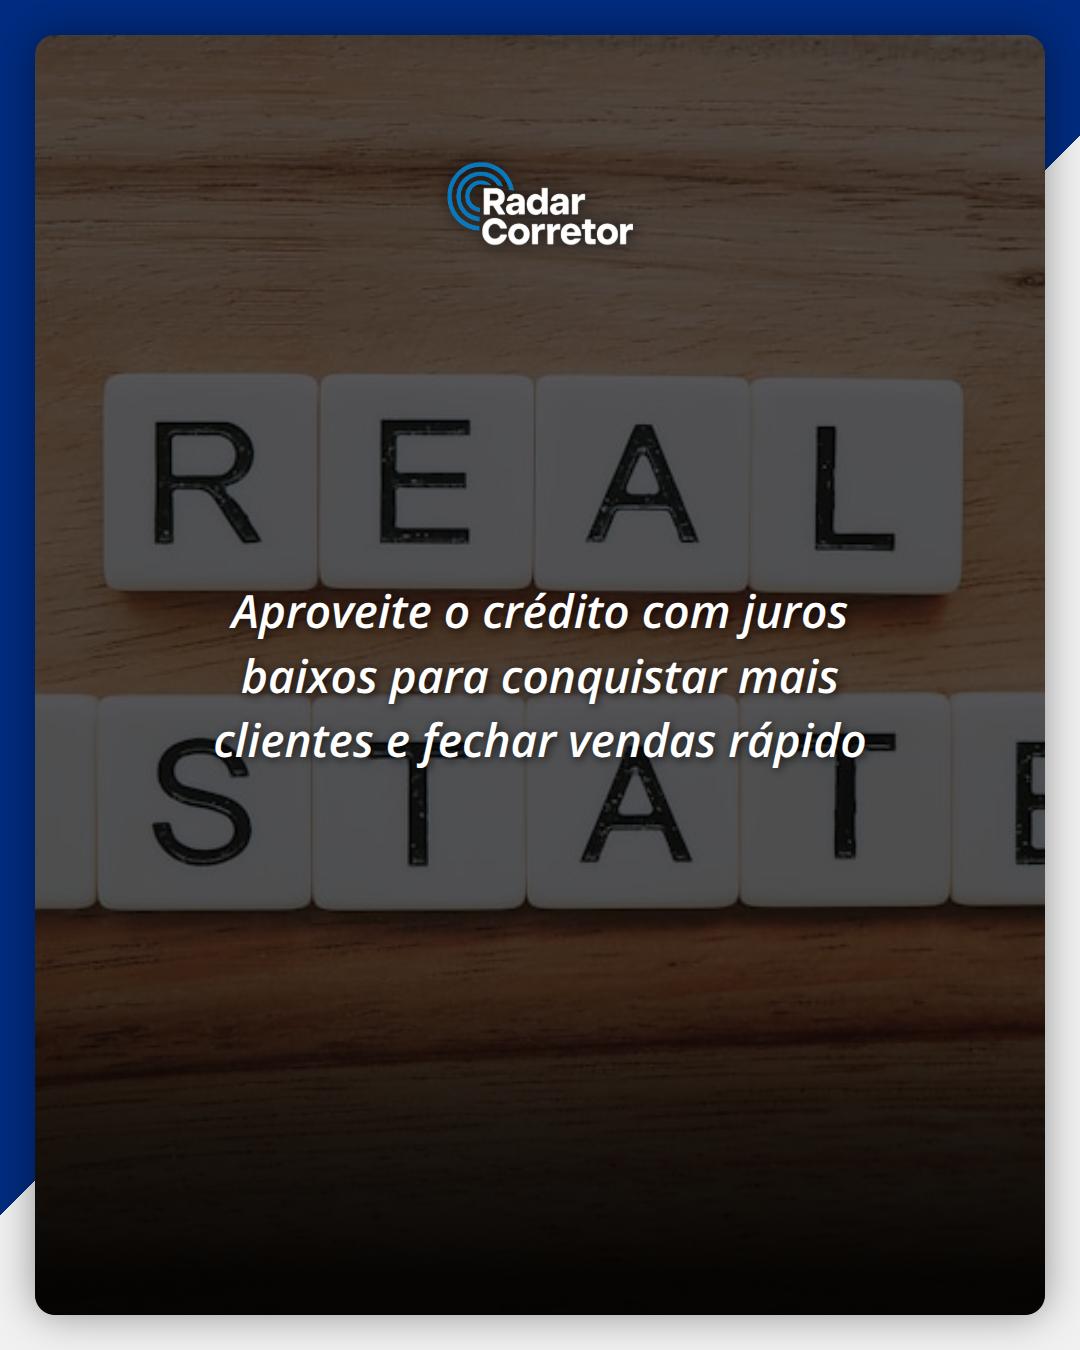 Radar
Corretor
REAL
Aproveite o crédito com juros
baixos para conquistar mais
clientes e fechar vendas rápido
STATE